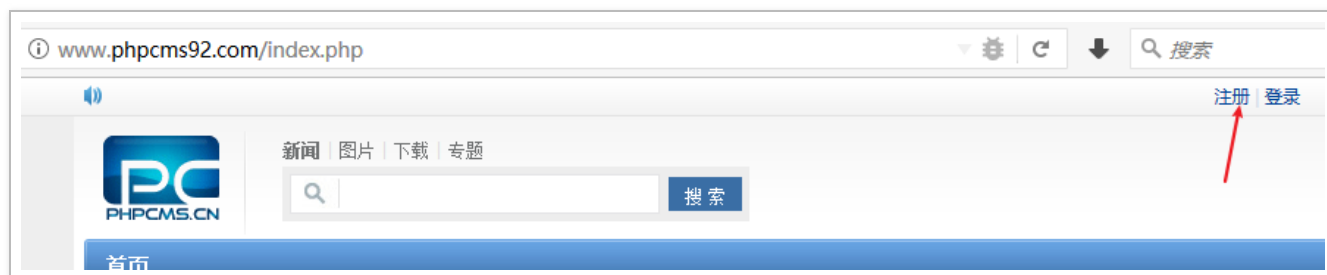 www.phpcms92.com/index.php
搜索
注册 登录
新闻 图片 下载 专题
搜索
PC
PHPCMS.CN
首页